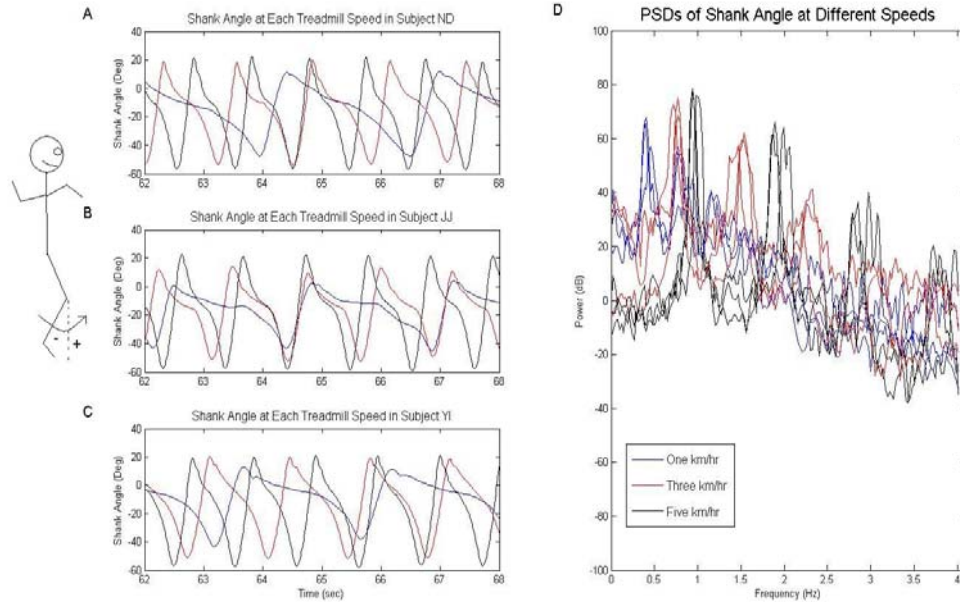 A
Shank Angle at Each Treadmill Speed in Subject ND
Shank Angle (Deg)
40
20
0
-20
-40
-60
62 63 64 65 66 67 68
B
Shank Angle at Each Treadmill Speed in Subject JJ
Shank Angle (Deg)
40
20
0
-20
-40
-60
62 63 64 65 66 67 68
- +
C
Shank Angle at Each Treadmill Speed in Subject YI
Shank Angle (Deg)
40
20
0
-20
-40
-60
62 63 64 65 66 67 68
Time (sec)
D
PSDs of Shank Angle at Different Speeds
Power (dB)
100
80
60
40
20
0
-20
-40
-60
-80
-100
One km/hr
Three km/hr
Five km/hr
0 0.5 1 1.5 2 2.5 3 3.5 4
Frequency (Hz)